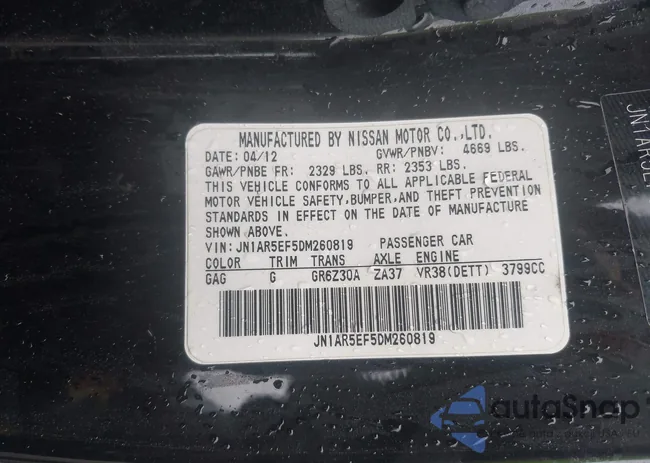 MANUFACTURED BY NISSAN MOTOR CO.,LTD.
DATE: 04/12 GVWR/PNBV: 4669 LBS.
GAWR/PNBE FR: 2329 LBS. RR: 2353 LBS.
THIS VEHICLE CONFORMS TO ALL APPLICABLE FEDERAL
MOTOR VEHICLE SAFETY, BUMPER, AND THEFT PREVENTION
STANDARDS IN EFFECT ON THE DATE OF MANUFACTURE
SHOWN ABOVE.
VIN: JN1AR5EF5DM260819 PASSENGER CAR
COLOR TRIM TRANS AXLE ENGINE
GAG G GR6Z30A ZA37 VR38(DETT) 3799CC
JN1AR5EF5DM260819
JN1AR5E
autoSnap